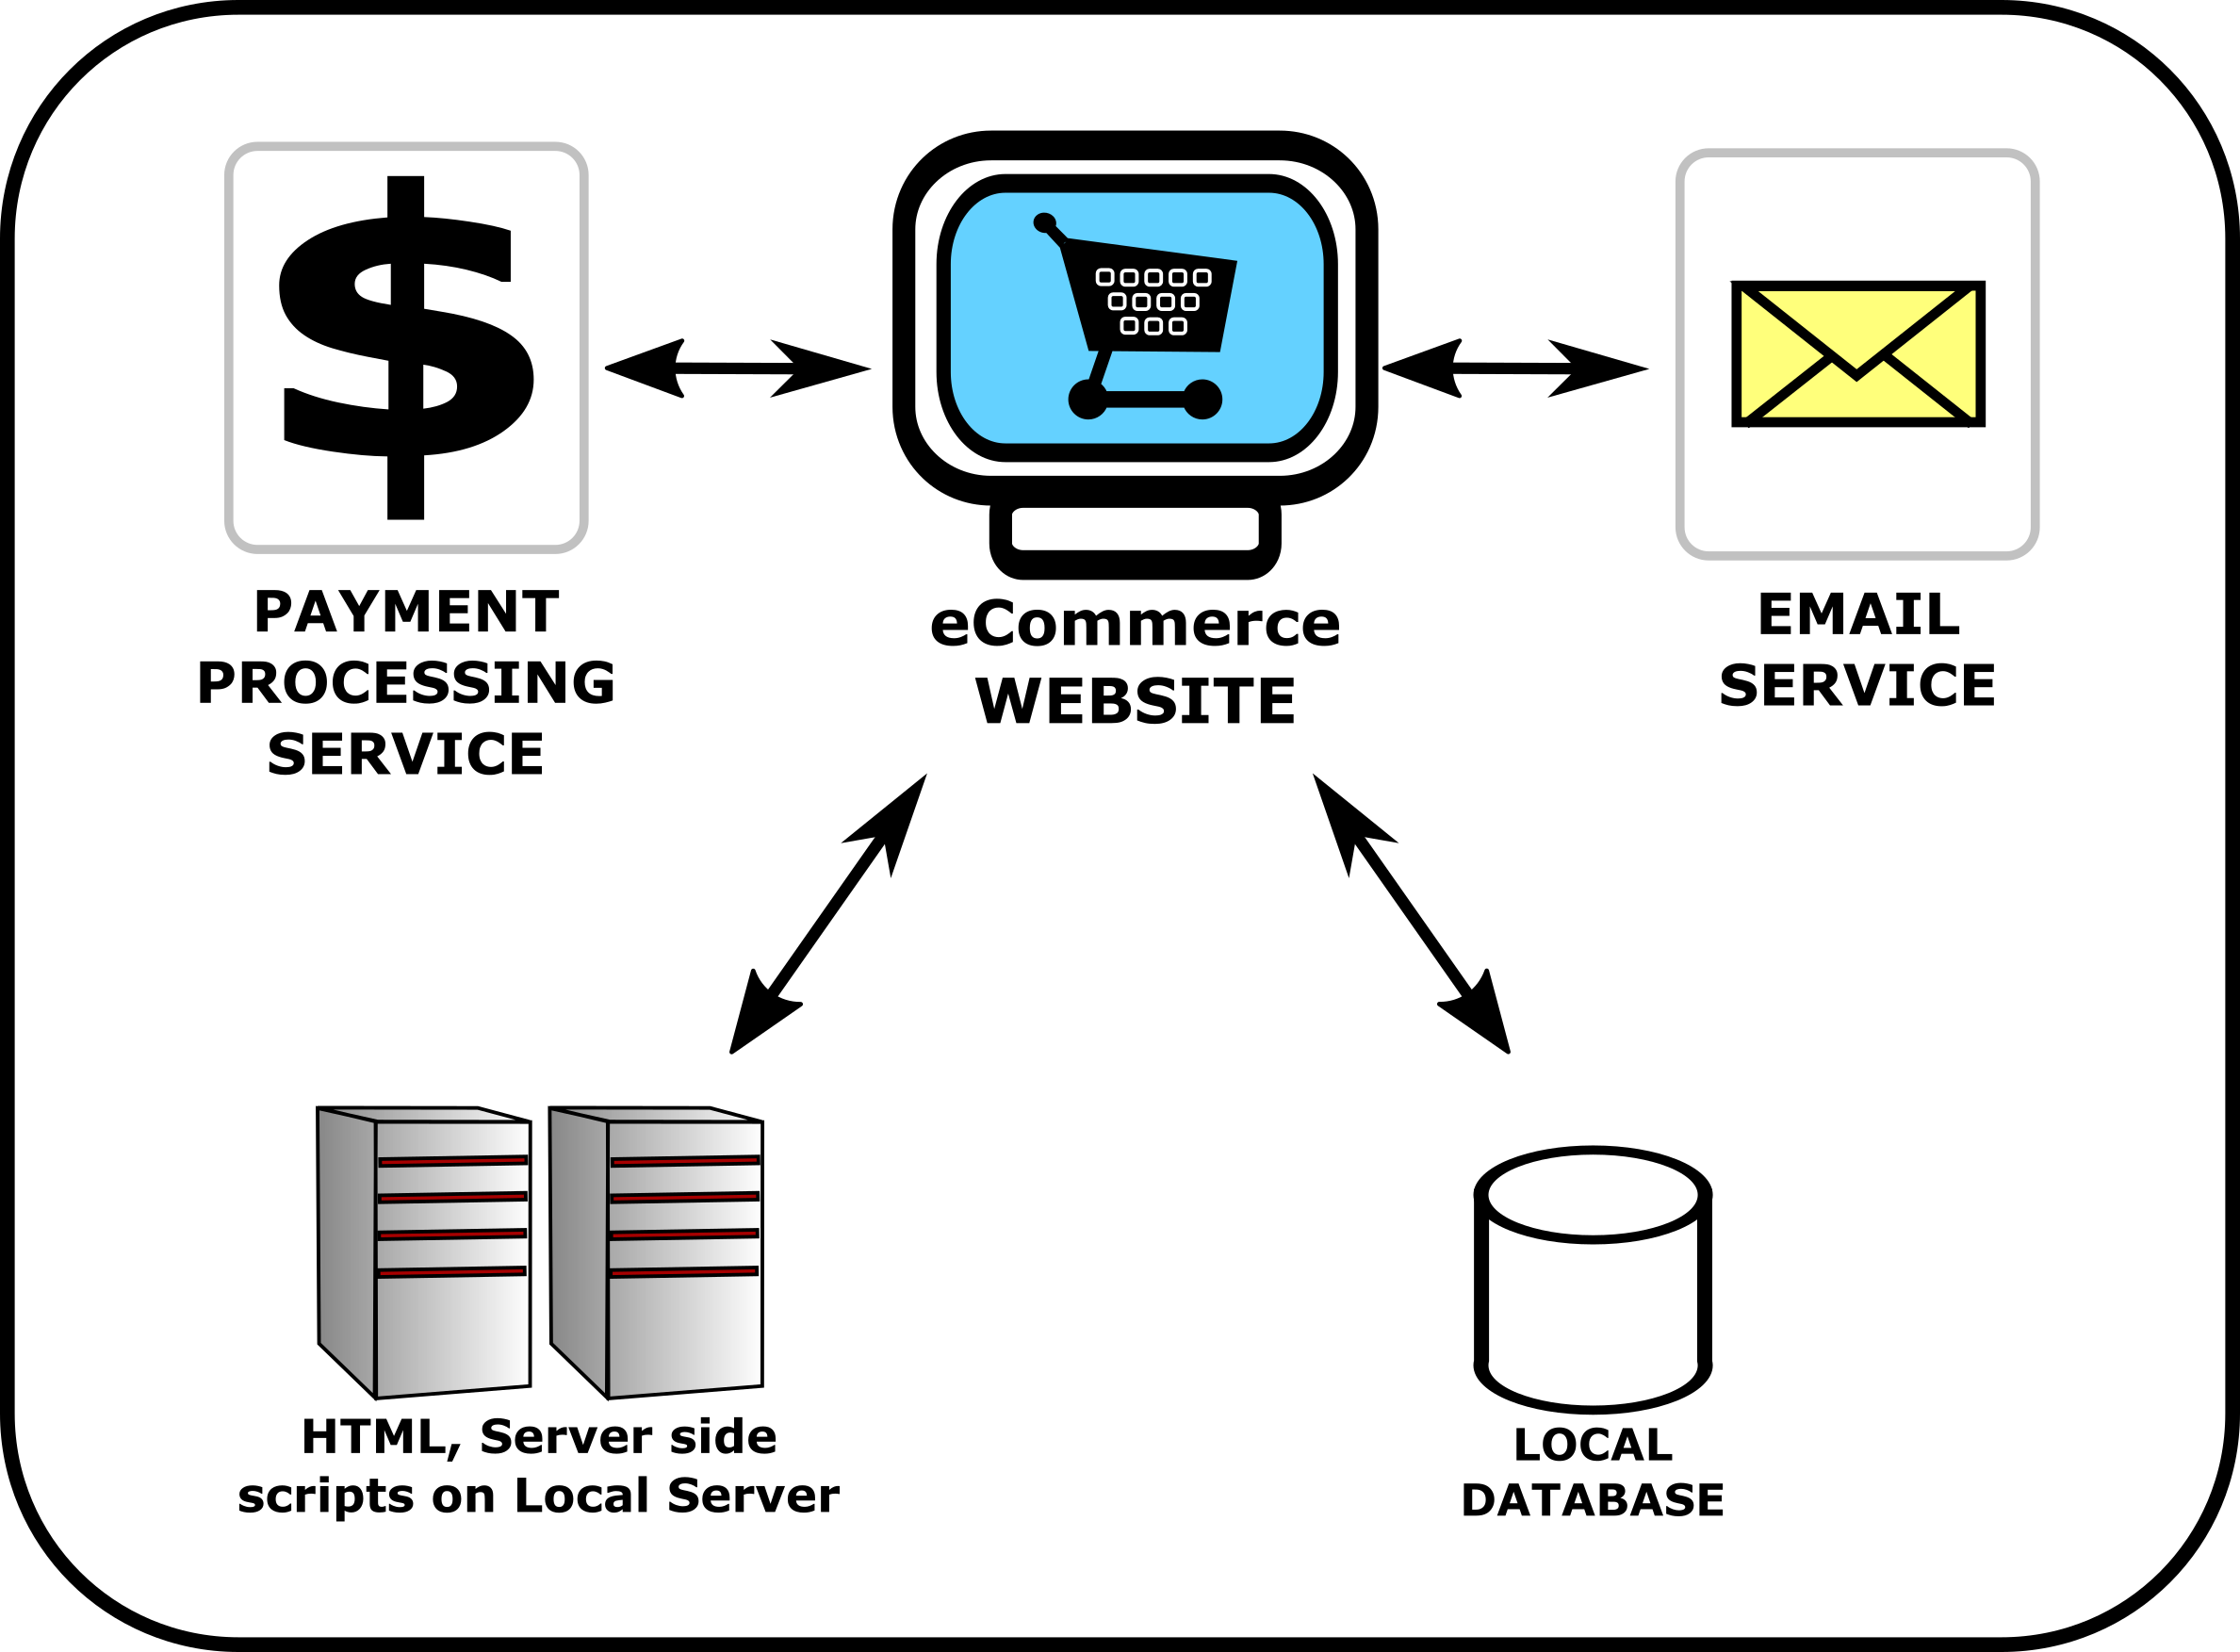 PAYMENT
PROCESSING
SERVICE
eCommerce
WEBSITE
EMAIL
SERVICE
HTML, Server side
scripts on Local Server
LOCAL
DATABASE